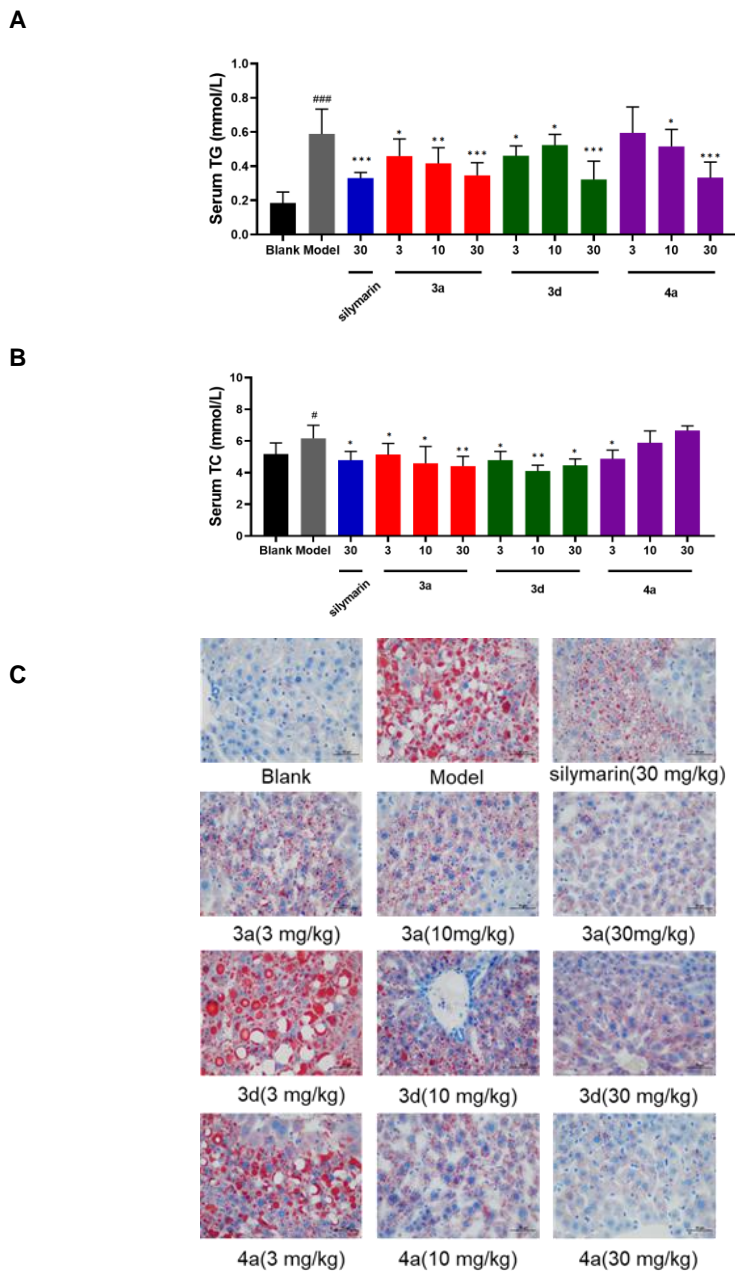 A
Serum TG (mmol/L)
1.0
0.8
0.6
0.4
0.2
0.0
###
***
*
**
***
*
*
***
*
***
Blank Model 30 3 10 30 3 10 30 3 10 30
silymarin 3a 3d 4a
B
Serum TC (mmol/L)
10
8
6
4
2
0
#
*
*
*
**
*
**
*
*
Blank Model 30 3 10 30 3 10 30 3 10 30
silymarin 3a 3d 4a
C
Blank Model silymarin(30 mg/kg)
3a(3 mg/kg) 3a(10mg/kg) 3a(30mg/kg)
3d(3 mg/kg) 3d(10 mg/kg) 3d(30 mg/kg)
4a(3 mg/kg) 4a(10 mg/kg) 4a(30 mg/kg)